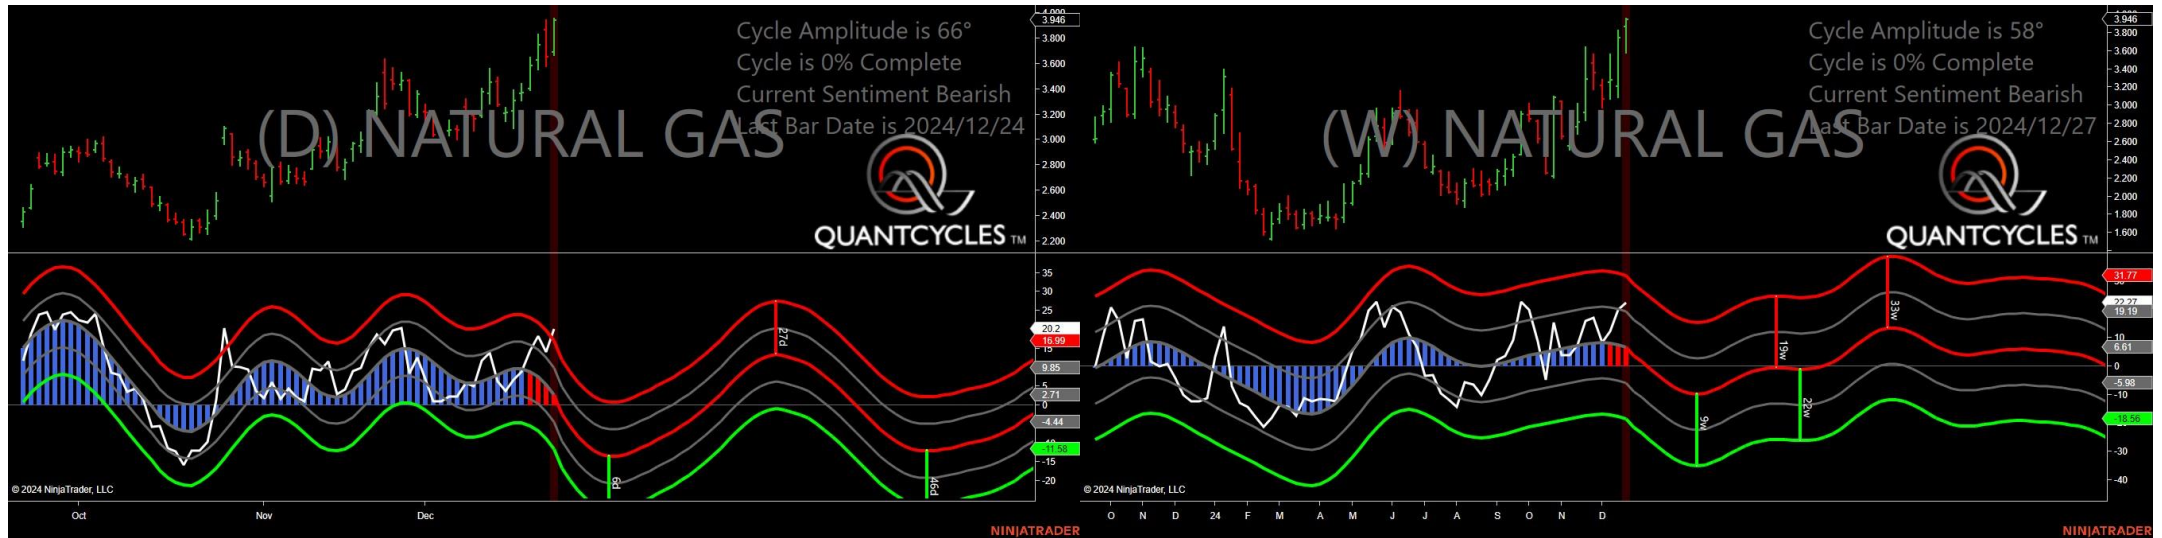 Cycle Amplitude is 66°
Cycle is 0% Complete
Current Sentiment Bearish
Last Bar Date is 2024/12/24
(D) NATURAL GAS
QUANTCYCLES TM
4.000
3.946
3.800
3.600
3.400
3.200
3.000
2.800
2.600
2.400
2.200
35
30
25
20.2
16.99
15
9.85
5
2.71
0
-4.44
-11.58
-15
-20
27d
6d
46d
© 2024 NinjaTrader, LLC
Oct Nov Dec
NINJATRADER
Cycle Amplitude is 58°
Cycle is 0% Complete
Current Sentiment Bearish
Last Bar Date is 2024/12/27
(W) NATURAL GAS
QUANTCYCLES TM
3.946
3.800
3.600
3.400
3.200
3.000
2.800
2.600
2.400
2.200
2.000
1.800
1.600
31.77
22.27
19.19
10
6.61
0
-5.98
-10
-18.56
-30
-40
9w
19w
22w
33w
© 2024 NinjaTrader, LLC
O N D 24 F M A M J J A S O N D
NINJATRADER